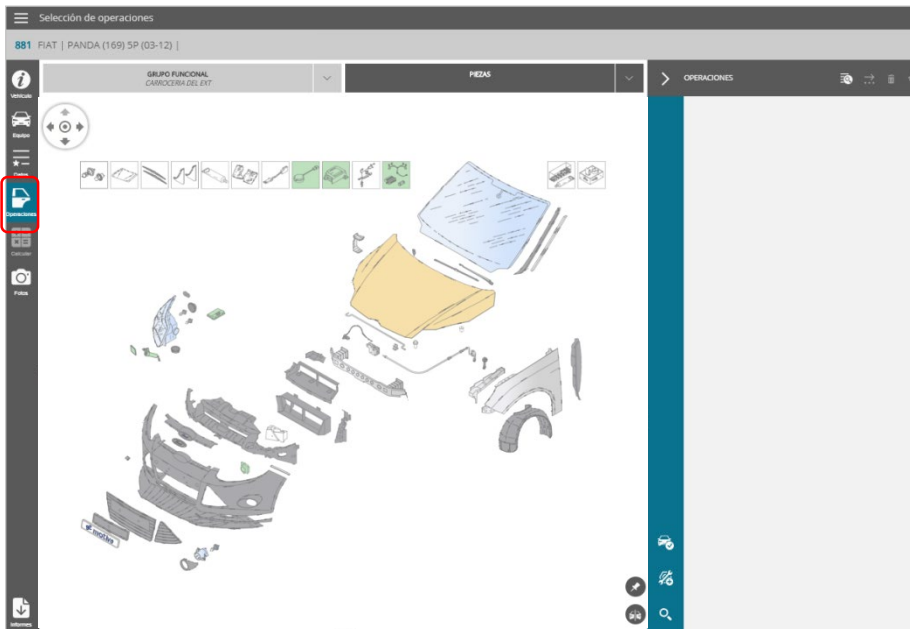 Selección de operaciones
881 FIAT | PANDA (169) 5P (03-12) |
GRUPO FUNCIONAL
CARROCERIA DEL EXT
PIEZAS
OPERACIONES
Vehículo
Equipo
Datos
Operaciones
Calcular
Fotos
Informes